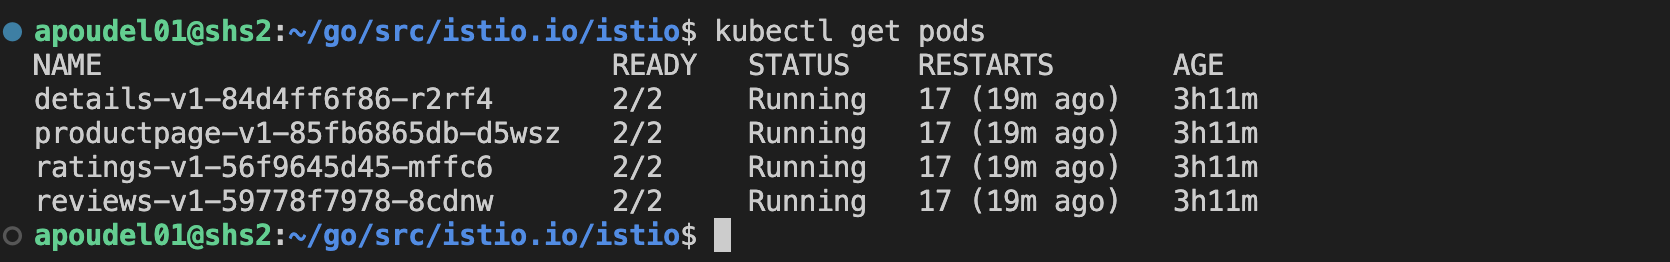 apoudel01@shs2:~/go/src/istio.io/istio$ kubectl get pods
NAME READY STATUS RESTARTS AGE
details-v1-84d4ff6f86-r2rf4 2/2 Running 17 (19m ago) 3h11m
productpage-v1-85fb6865db-d5wsz 2/2 Running 17 (19m ago) 3h11m
ratings-v1-56f9645d45-mffc6 2/2 Running 17 (19m ago) 3h11m
reviews-v1-59778f7978-8cdnw 2/2 Running 17 (19m ago) 3h11m
apoudel01@shs2:~/go/src/istio.io/istio$